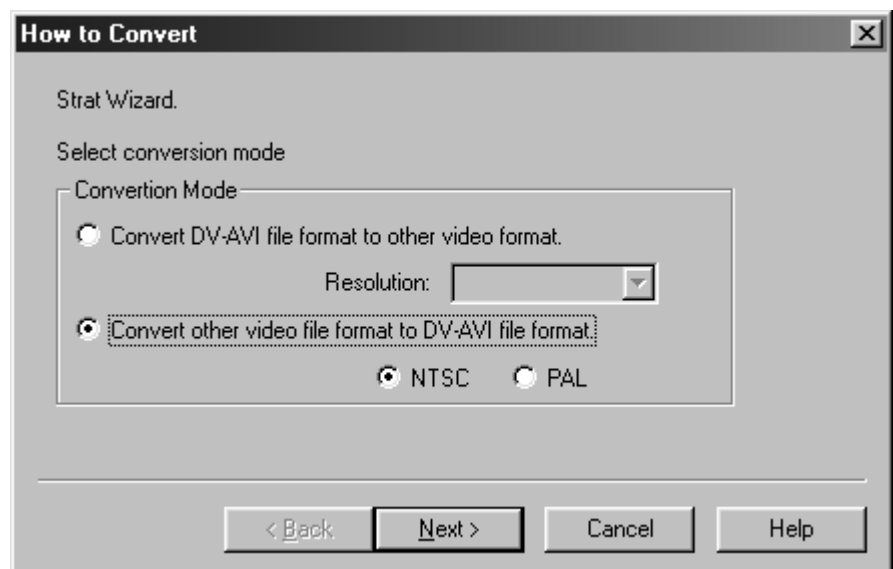 How to Convert
Strat Wizard.
Select conversion mode
Convertion Mode
Convert DV-AVI file format to other video format.
Resolution:
Convert other video file format to DV-AVI file format.
NTSC PAL
< Back Next > Cancel Help